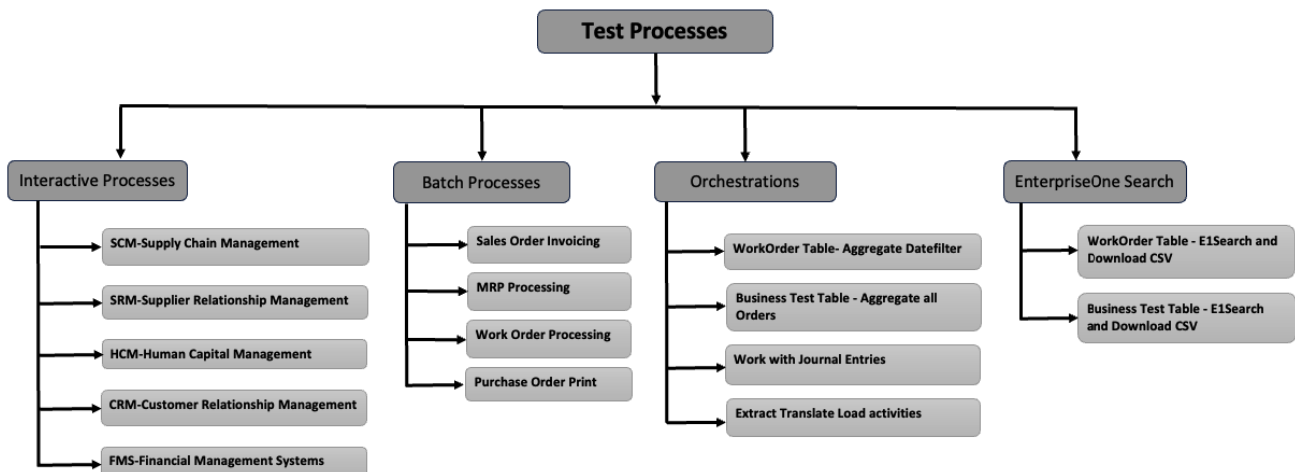 Test Processes
Interactive Processes
SCM-Supply Chain Management
SRM-Supplier Relationship Management
HCM-Human Capital Management
CRM-Customer Relationship Management
FMS-Financial Management Systems
Batch Processes
Sales Order Invoicing
MRP Processing
Work Order Processing
Purchase Order Print
Orchestrations
WorkOrder Table- Aggregate Datefilter
Business Test Table - Aggregate all
Orders
Work with Journal Entries
Extract Translate Load activities
EnterpriseOne Search
WorkOrder Table - E1Search and
Download CSV
Business Test Table - E1Search
and Download CSV